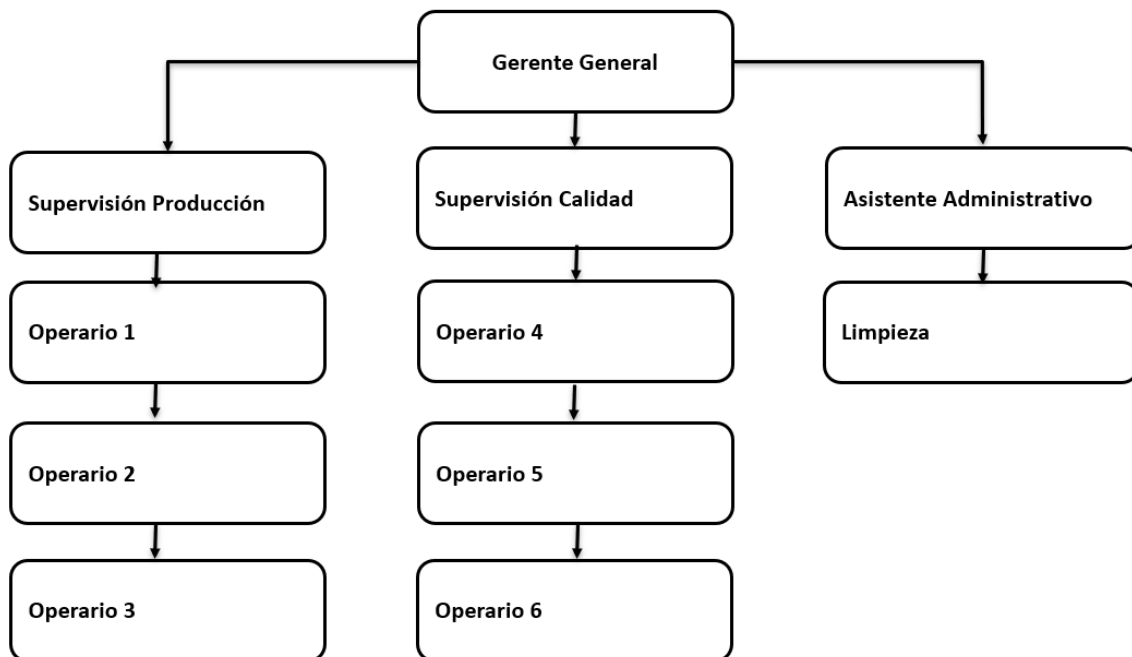 Gerente General
Supervisión Producción
Supervisión Calidad
Asistente Administrativo
Operario 1
Operario 4
Limpieza
Operario 2
Operario 5
Operario 3
Operario 6